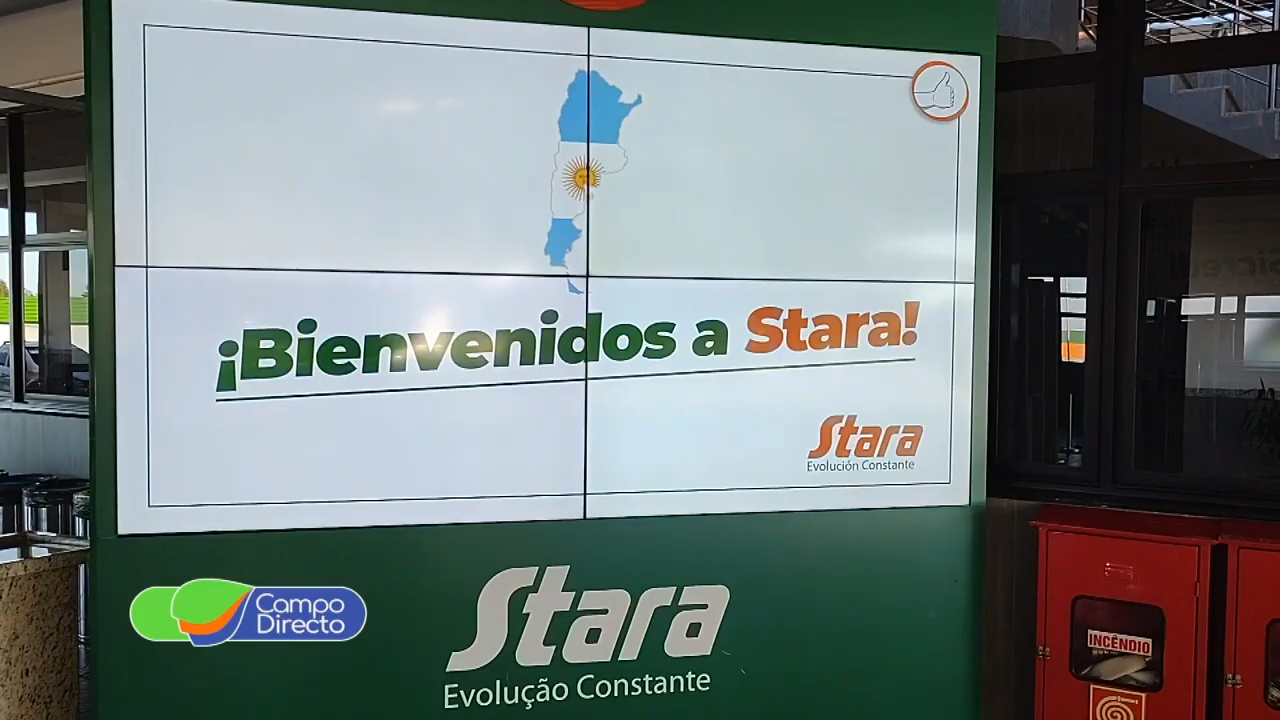 ¡Bienvenidos a Stara!
Stara
Evolución Constante
Stara
Evolução Constante
Campo
Directo
INCÊNDIO